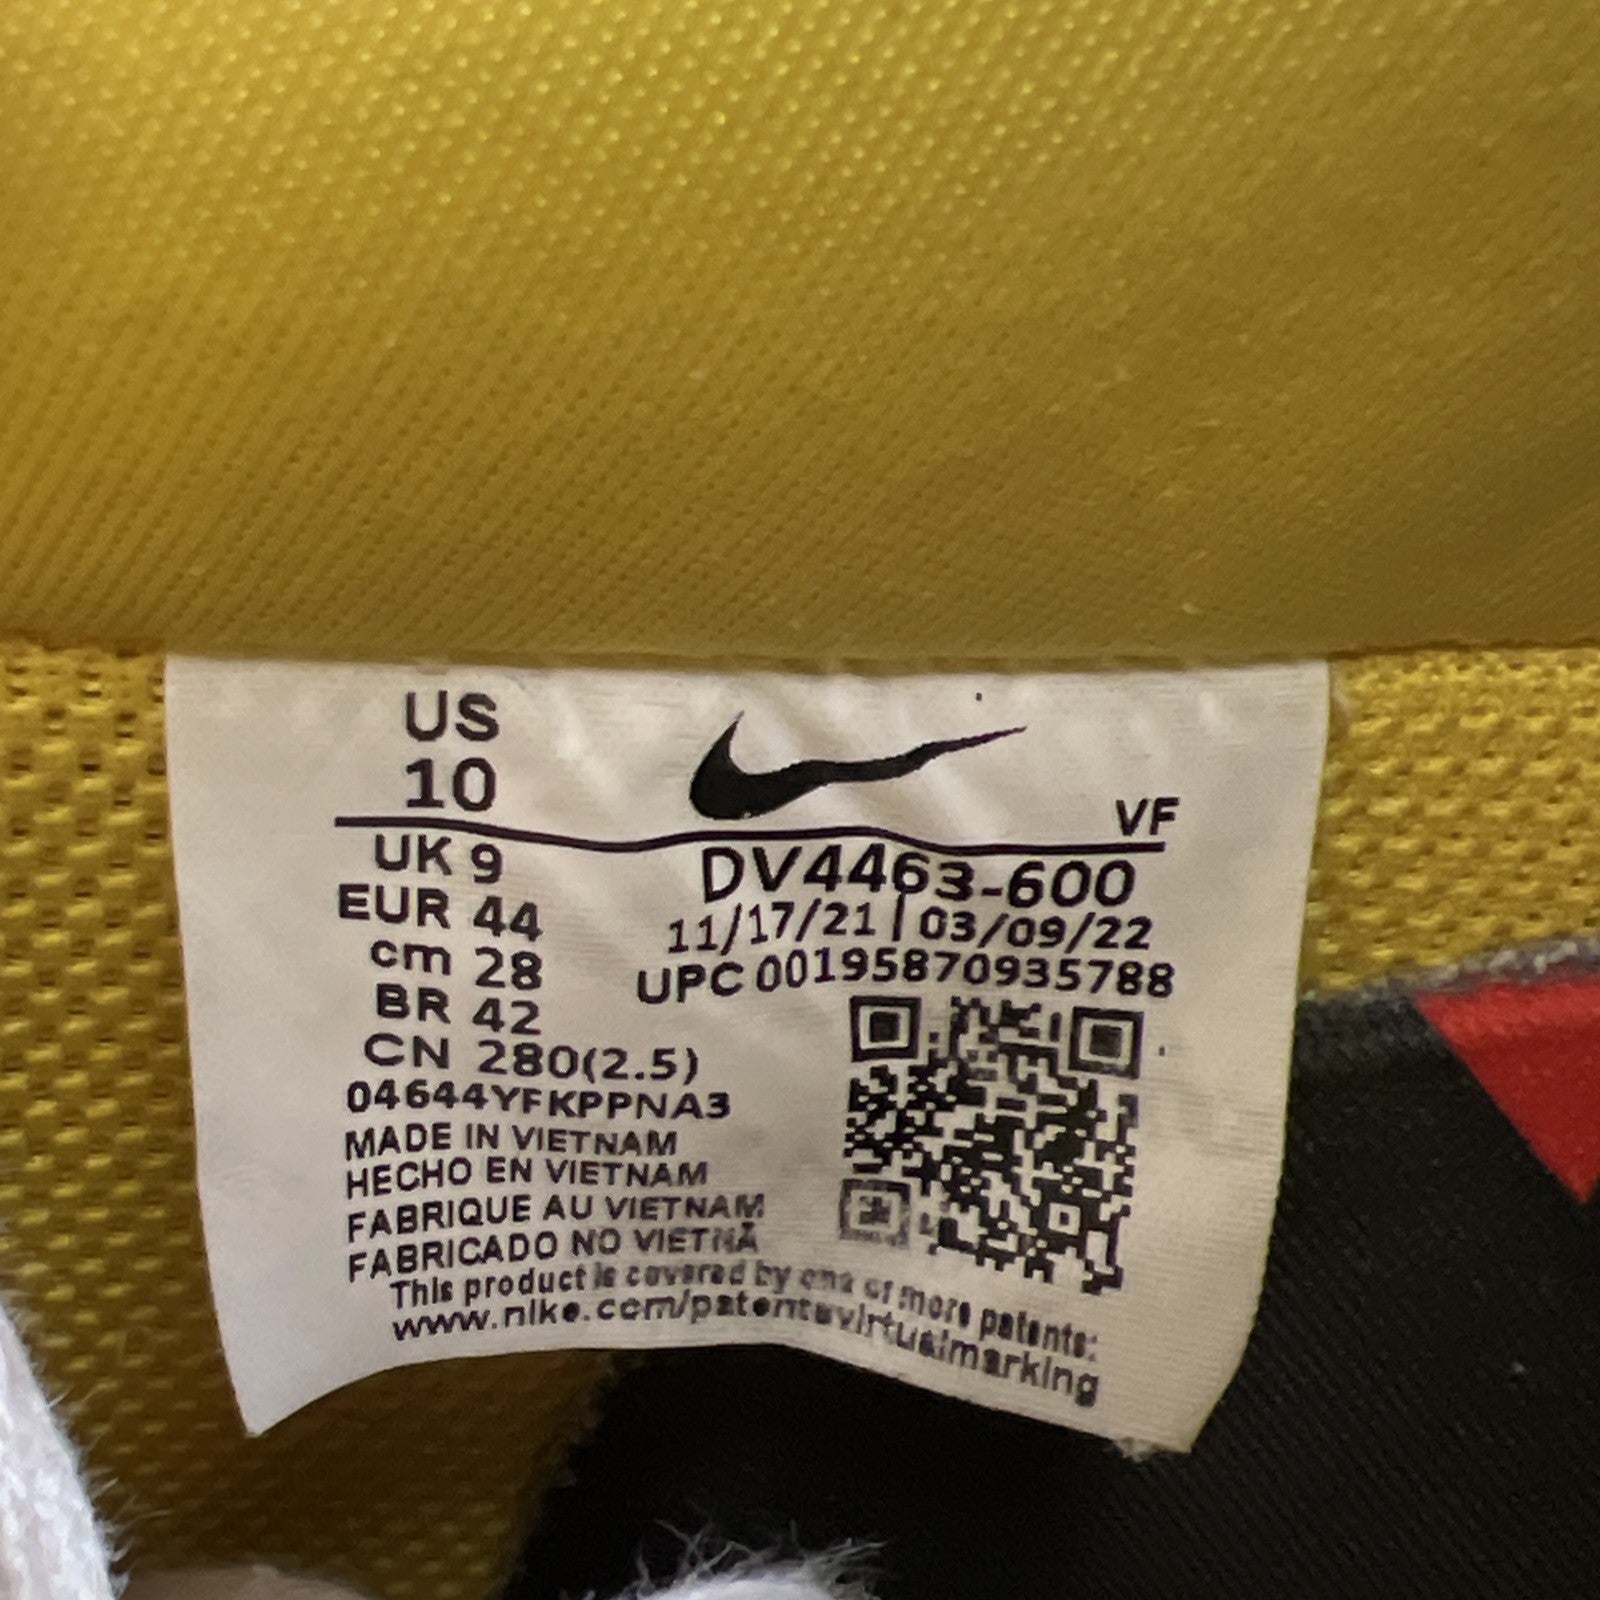 US
10
VF
UK 9
EUR 44
cm 28
BR 42
CN 280(2.5)
DV4463-600
11/17/21 | 03/09/22
UPC 00195870935788
04644YFKPPNA3
MADE IN VIETNAM
HECHO EN VIETNAM
FABRIQUE AU VIETNAM
FABRICADO NO VIETNÃ
This product is covered by one or more patents:
www.nike.com/patentsvirtualmarking